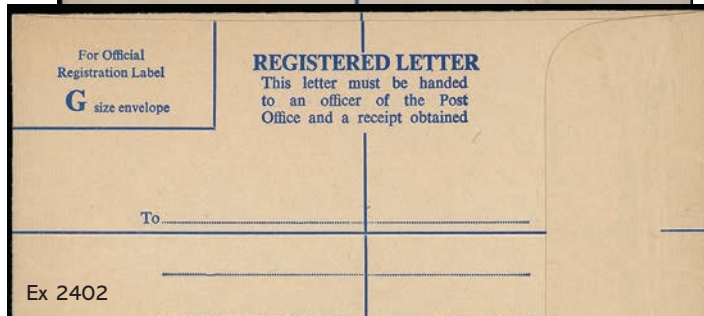 For Official
Registration Label
G size envelope
REGISTERED LETTER
This letter must be handed
to an officer of the Post
Office and a receipt obtained
To
Ex 2402